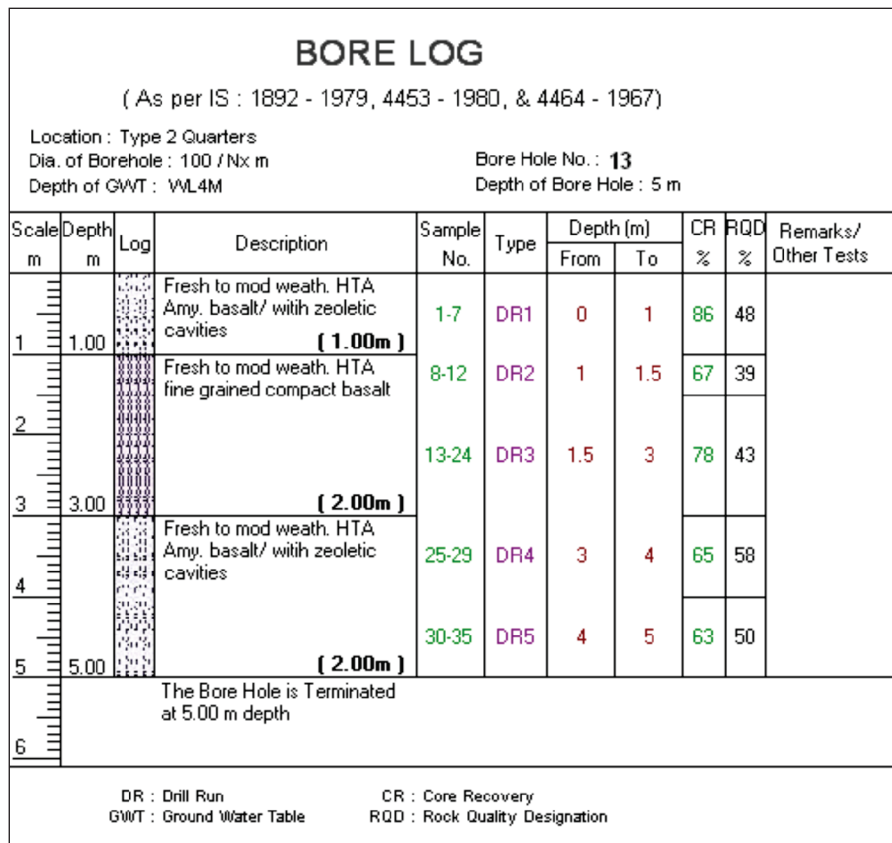 BORE LOG
( As per IS : 1892 - 1979, 4453 - 1980, & 4464 - 1967)
Location : Type 2 Quarters
Dia. of Borehole : 100 / Nx m
Bore Hole No. : 13
Depth of GWT : WL4M
Depth of Bore Hole : 5 m
Scale m Depth m Log Description Sample No. Type Depth (m) From To CR % RQD % Remarks/ Other Tests
Fresh to mod weath. HTA
Amy. basalt/ witih zeoletic
cavities
( 1.00m )
1 1.00
1-7 DR1 0 1 86 48
Fresh to mod weath. HTA
fine grained compact basalt
8-12 DR2 1 1.5 67 39
2
13-24 DR3 1.5 3 78 43
( 2.00m )
3 3.00
Fresh to mod weath. HTA
Amy. basalt/ witih zeoletic
cavities
25-29 DR4 3 4 65 58
4
30-35 DR5 4 5 63 50
( 2.00m )
5 5.00
The Bore Hole is Terminated
at 5.00 m depth
6
DR : Drill Run
CR : Core Recovery
GWT : Ground Water Table
RQD : Rock Quality Designation